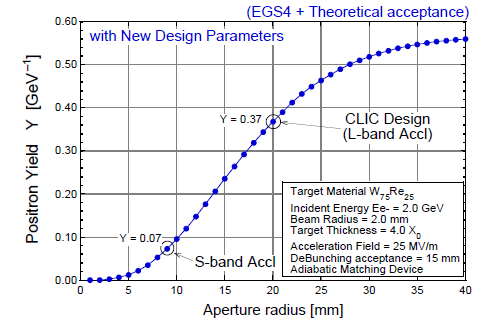 (EGS4 + Theoretical acceptance)
with New Design Parameters
Positron Yield Y [GeV⁻¹]
0.60
0.50
0.40
0.30
0.20
0.10
0.00
Y = 0.37
CLIC Design
(L-band Accl)
Y = 0.07
S-band Accl
Target Material W₇₅Re₂₅
Incident Energy Ee- = 2.0 GeV
Beam Radius = 2.0 mm
Target Thickness = 4.0 X₀
Acceleration Field = 25 MV/m
DeBunching acceptance = 15 mm
Adiabatic Matching Device
0 5 10 15 20 25 30 35 40
Aperture radius [mm]